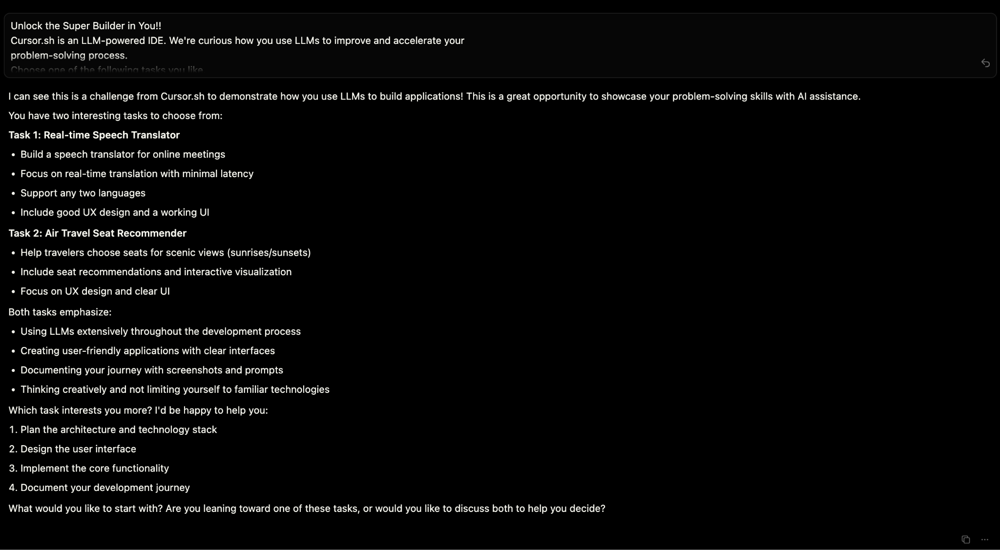 Unlock the Super Builder in You!!
Cursor.sh is an LLM-powered IDE. We're curious how you use LLMs to improve and accelerate your
problem-solving process.
Choose one of the following tasks you like
I can see this is a challenge from Cursor.sh to demonstrate how you use LLMs to build applications! This is a great opportunity to showcase your problem-solving skills with AI assistance.
You have two interesting tasks to choose from:
Task 1: Real-time Speech Translator
• Build a speech translator for online meetings
• Focus on real-time translation with minimal latency
• Support any two languages
• Include good UX design and a working UI
Task 2: Air Travel Seat Recommender
• Help travelers choose seats for scenic views (sunrises/sunsets)
• Include seat recommendations and interactive visualization
• Focus on UX design and clear UI
Both tasks emphasize:
• Using LLMs extensively throughout the development process
• Creating user-friendly applications with clear interfaces
• Documenting your journey with screenshots and prompts
• Thinking creatively and not limiting yourself to familiar technologies
Which task interests you more? I'd be happy to help you:
1. Plan the architecture and technology stack
2. Design the user interface
3. Implement the core functionality
4. Document your development journey
What would you like to start with? Are you leaning toward one of these tasks, or would you like to discuss both to help you decide?